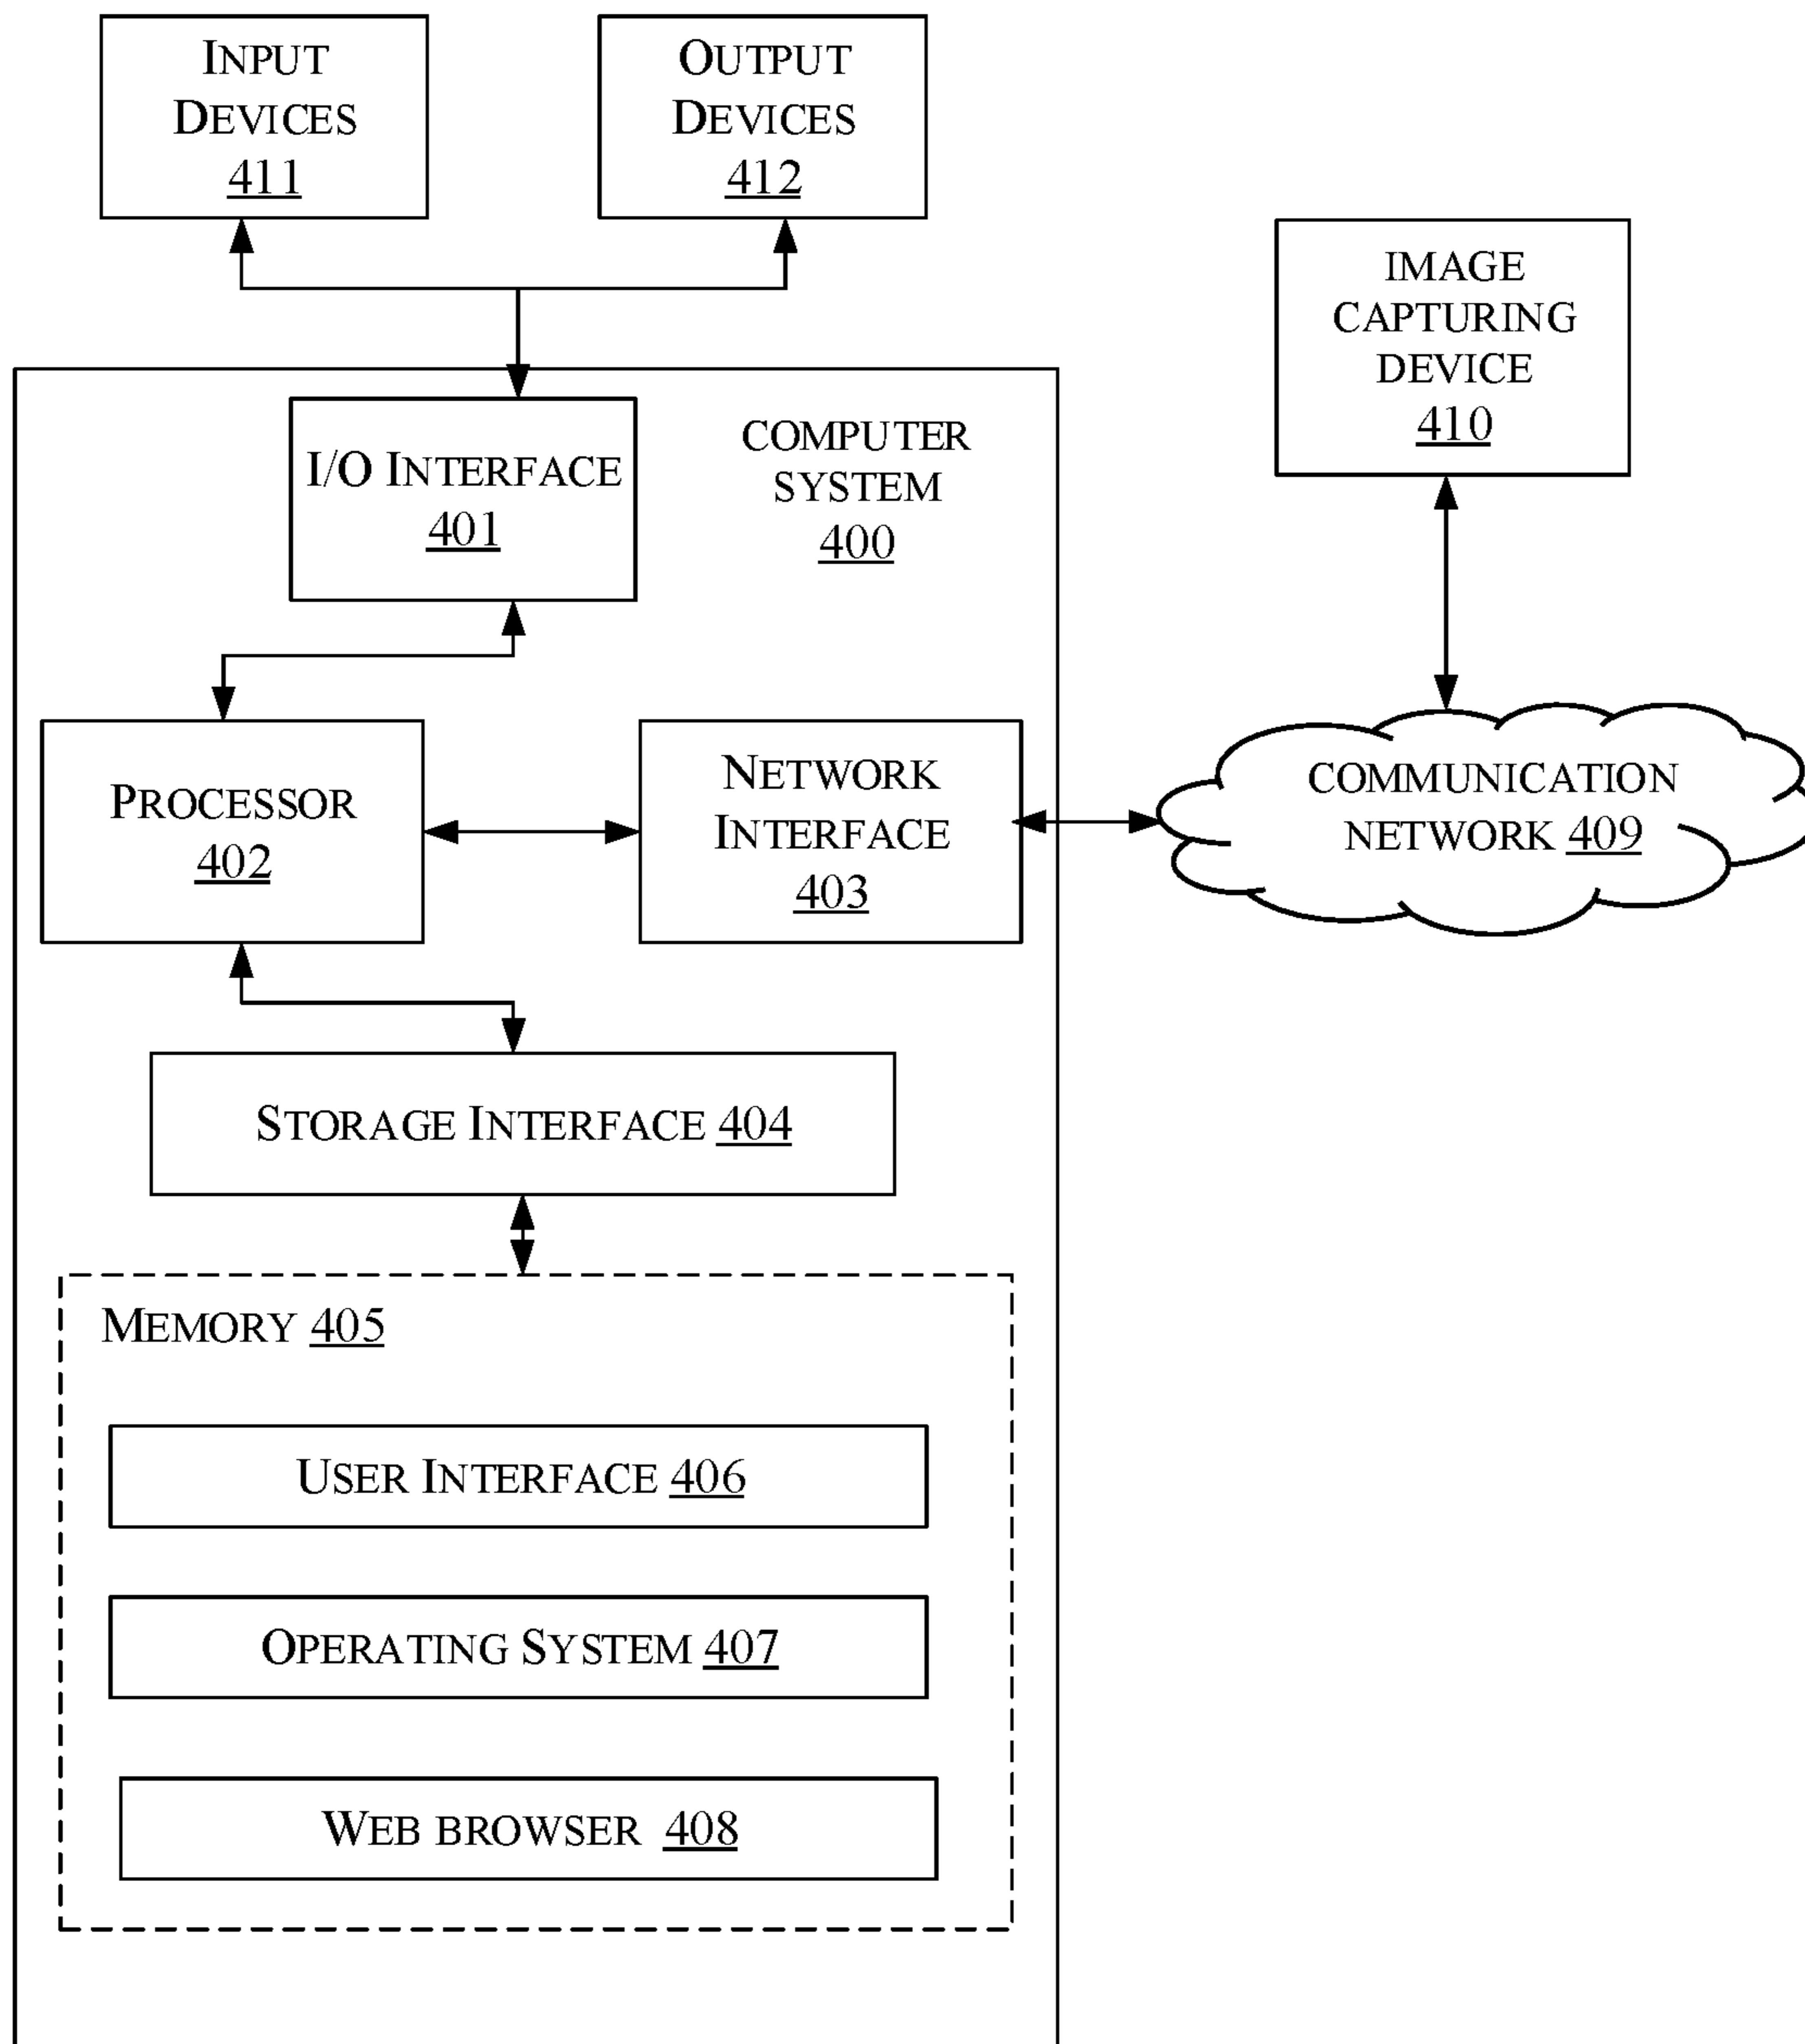 INPUT
DEVICES
411
OUTPUT
DEVICES
412
IMAGE
CAPTURING
DEVICE
410
I/O INTERFACE
401
COMPUTER
SYSTEM
400
PROCESSOR
402
NETWORK
INTERFACE
403
COMMUNICATION
NETWORK 409
STORAGE INTERFACE 404
MEMORY 405
USER INTERFACE 406
OPERATING SYSTEM 407
WEB BROWSER 408